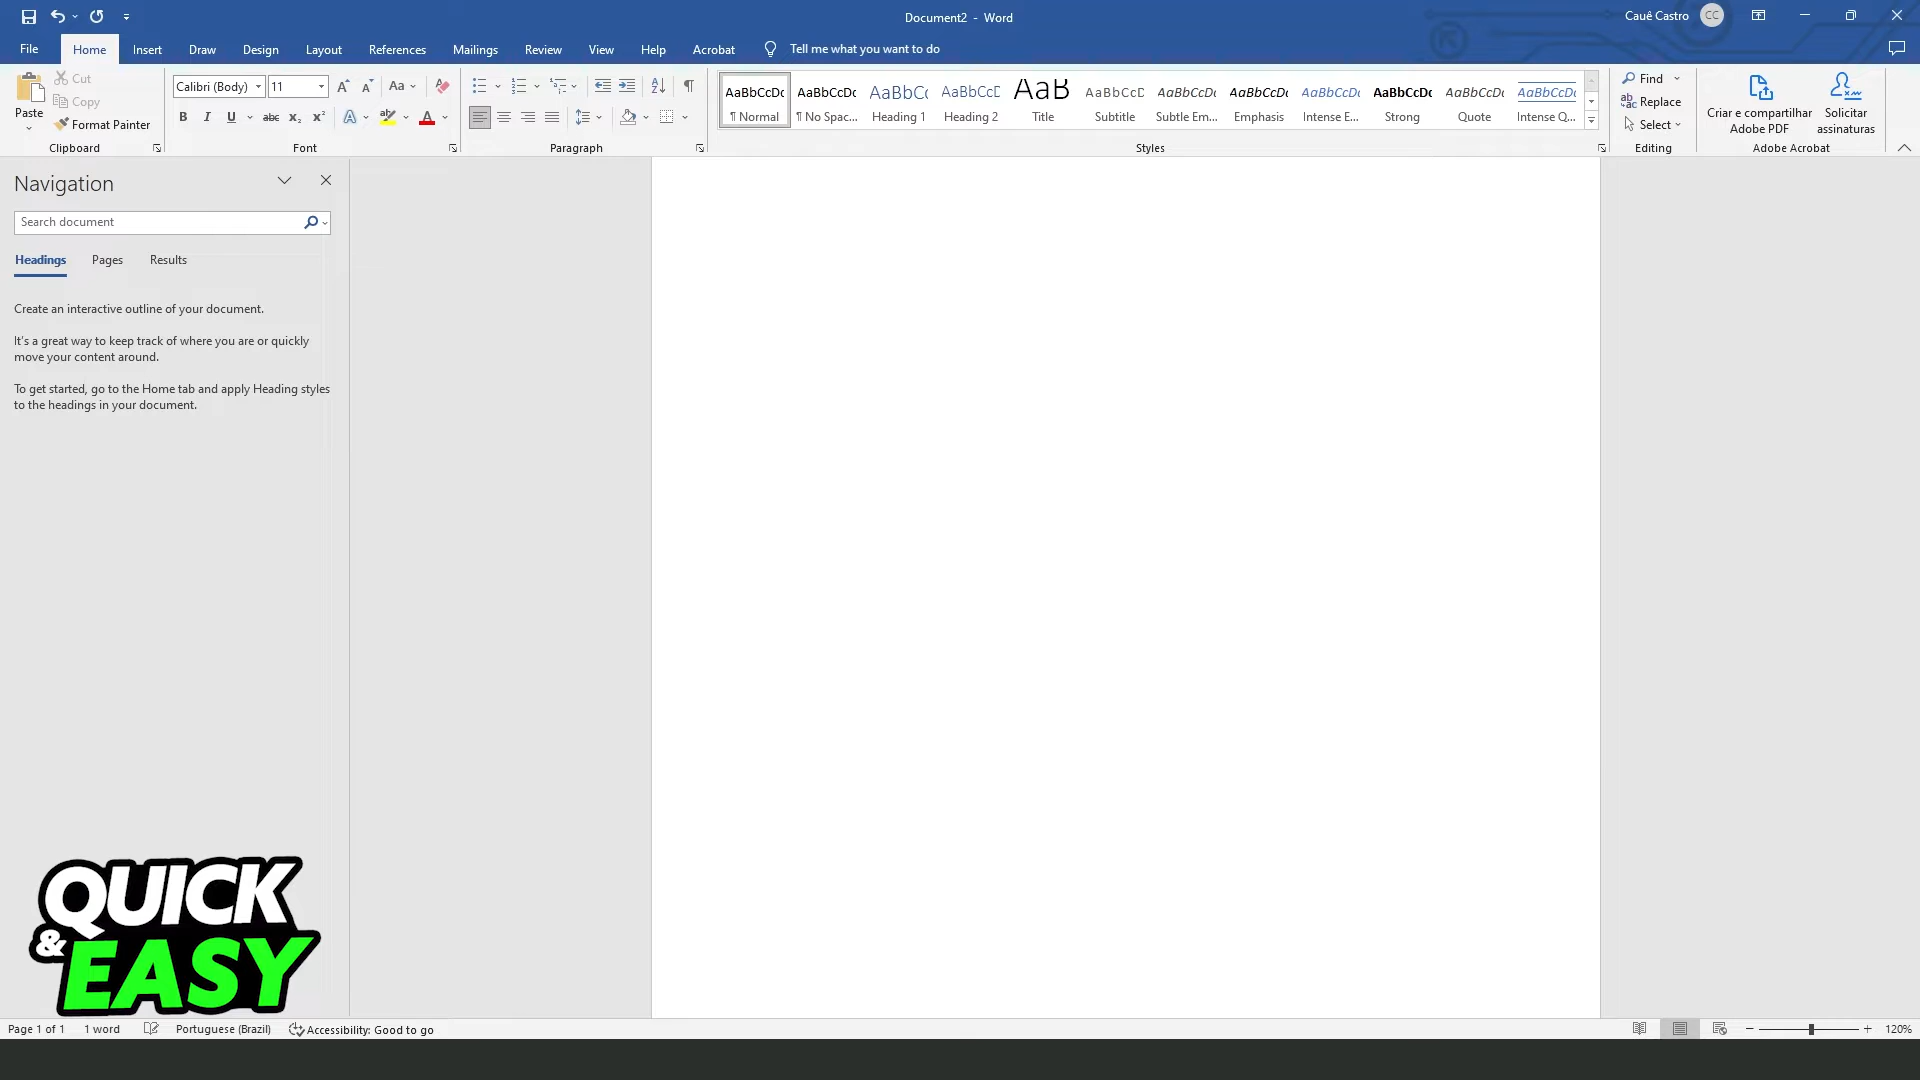 Document2 - Word
Cauê Castro CC
File Home Insert Draw Design Layout References Mailings Review View Help Acrobat Tell me what you want to do
Paste
Cut
Copy
Format Painter
Clipboard
Calibri (Body) 11
Font
Paragraph
AaBbCcDc ¶ Normal
AaBbCcDc ¶ No Spac...
AaBbC Heading 1
AaBbCcD Heading 2
AaB Title
AaBbCcD Subtitle
AaBbCcDc Subtle Em...
AaBbCcDc Emphasis
AaBbCcDc Intense E...
AaBbCcDc Strong
AaBbCcDc Quote
AaBbCcDc Intense Q...
Styles
Find
Replace
Select
Editing
Criar e compartilhar
Adobe PDF
Solicitar
assinaturas
Adobe Acrobat
Navigation
Search document
Headings Pages Results
Create an interactive outline of your document.
It's a great way to keep track of where you are or quickly
move your content around.
To get started, go to the Home tab and apply Heading styles
to the headings in your document.
QUICK
& EASY
Page 1 of 1 1 word Portuguese (Brazil) Accessibility: Good to go 120%